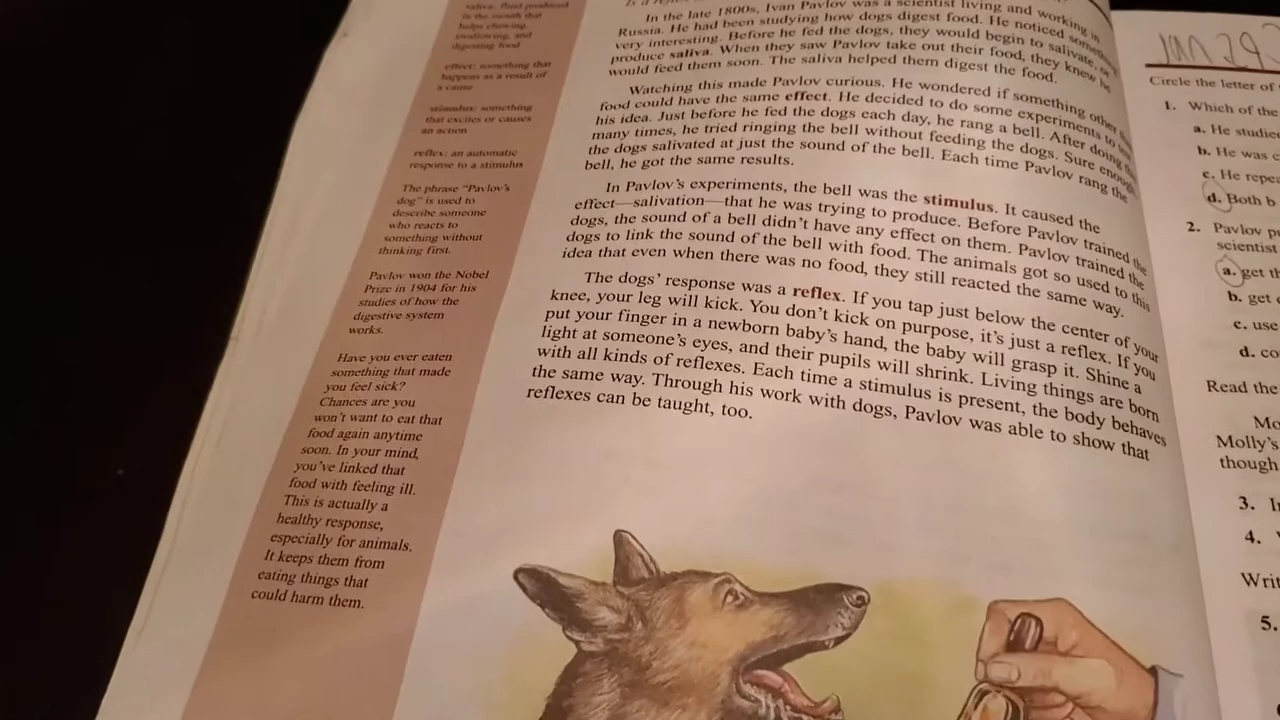 saliva: fluid produced
in the mouth that
helps chewing,
swallowing, and
digesting food
effect: something that
happens as a result of
a cause
stimulus: something
that excites or causes
an action
reflex: an automatic
response to a stimulus
The phrase “Pavlov’s
dog” is used to
describe someone
who reacts to
something without
thinking first.
Pavlov won the Nobel
Prize in 1904 for his
studies of how the
digestive system
works.
Have you ever eaten
something that made
you feel sick?
Chances are you
won’t want to eat that
food again anytime
soon. In your mind,
you’ve linked that
food with feeling ill.
This is actually a
healthy response,
especially for animals.
It keeps them from
eating things that
could harm them.
In the late 1800s, Ivan Pavlov was a scientist living and working in
Russia. He had been studying how dogs digest food. He noticed
very interesting. Before he fed the dogs, they would begin to salivate, or
produce saliva. When they saw Pavlov take out their food, they knew he
would feed them soon. The saliva helped them digest the food.
Watching this made Pavlov curious. He wondered if something other
food could have the same effect. He decided to do some experiments to
his idea. Just before he fed the dogs each day, he rang a bell. After doing
many times, he tried ringing the bell without feeding the dogs. Sure enough
the dogs salivated at just the sound of the bell. Each time Pavlov rang the
bell, he got the same results.
In Pavlov’s experiments, the bell was the stimulus. It caused the
effect—salivation—that he was trying to produce. Before Pavlov trained the
dogs, the sound of a bell didn’t have any effect on them. Pavlov trained the
dogs to link the sound of the bell with food. The animals got so used to this
idea that even when there was no food, they still reacted the same way.
The dogs’ response was a reflex. If you tap just below the center of your
knee, your leg will kick. You don’t kick on purpose, it’s just a reflex. If you
put your finger in a newborn baby’s hand, the baby will grasp it. Shine a
light at someone’s eyes, and their pupils will shrink. Living things are born
with all kinds of reflexes. Each time a stimulus is present, the body behaves
the same way. Through his work with dogs, Pavlov was able to show that
reflexes can be taught, too.
Circle the letter of
1. Which of the
a. He studie
b. He was
c. He repe
d. Both b
2. Pavlov
scientist
a. get th
b. get
c. use
d. co
Read the
Mo
Molly’s
though
3. I
4.
Writ
5.